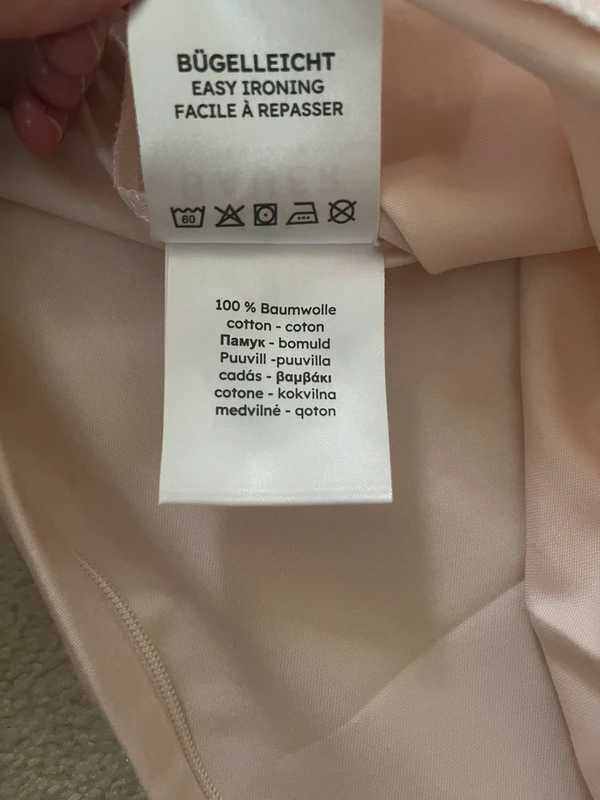 BÜGELLEICHT
EASY IRONING
FACILE À REPASSER
60
100 % Baumwolle
cotton - coton
Памук - bomuld
Puuvill -puuvilla
cadás - βαμβάκι
cotone - kokvilna
medvilnė - qoton